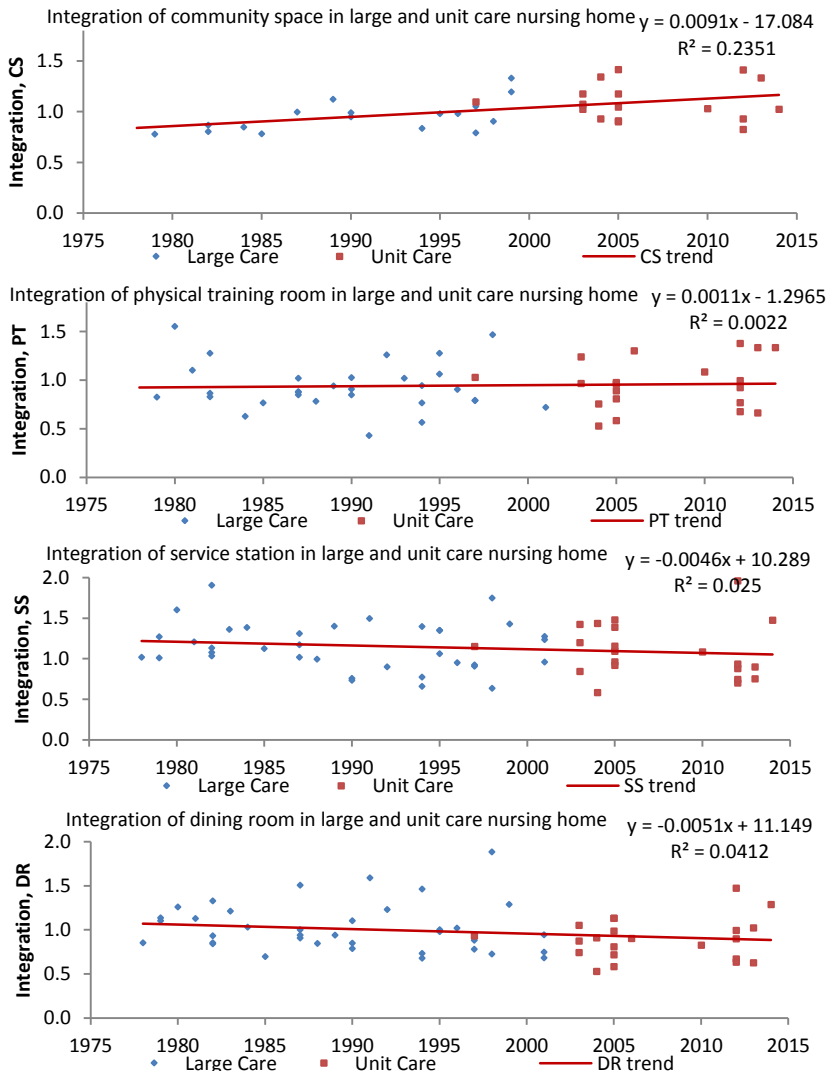 Integration of community space in large and unit care nursing home
y = 0.0091x - 17.084
R² = 0.2351
1.5
1.0
0.5
0.0
Integration, CS
1975 1980 1985 1990 1995 2000 2005 2010 2015
Large Care Unit Care CS trend
Integration of physical training room in large and unit care nursing home
y = 0.0011x - 1.2965
R² = 0.0022
1.5
1.0
0.5
0.0
Integration, PT
1975 1980 1985 1990 1995 2000 2005 2010 2015
Large Care Unit Care PT trend
Integration of service station in large and unit care nursing home
y = -0.0046x + 10.289
R² = 0.025
2.0
1.5
1.0
0.5
0.0
Integration, SS
1975 1980 1985 1990 1995 2000 2005 2010 2015
Large Care Unit Care SS trend
Integration of dining room in large and unit care nursing home
y = -0.0051x + 11.149
R² = 0.0412
2.0
1.5
1.0
0.5
0.0
Integration, DR
1975 1980 1985 1990 1995 2000 2005 2010 2015
Large Care Unit Care DR trend